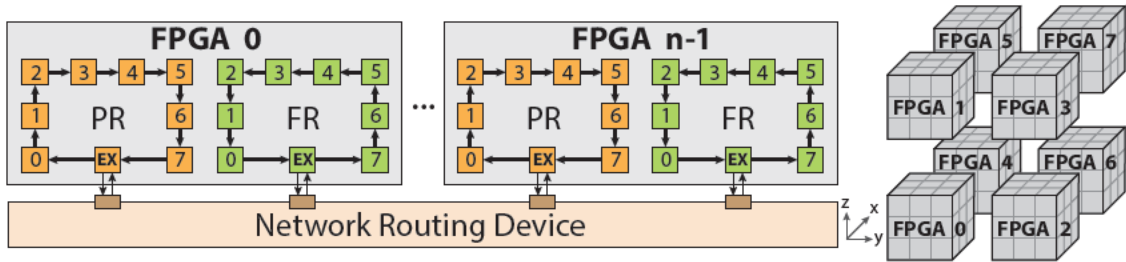 FPGA 0
2 3 4 5
1 PR 6
0 EX 7
2 3 4 5
1 FR 6
0 EX 7
...
FPGA n-1
2 3 4 5
1 PR 6
0 EX 7
2 3 4 5
1 FR 6
0 EX 7
Network Routing Device
z x
y
FPGA 5 FPGA 7
FPGA 1 FPGA 3
FPGA 4 FPGA 6
FPGA 0 FPGA 2